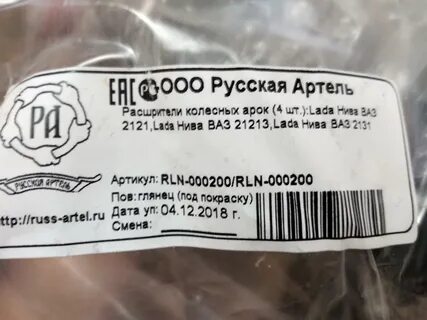 EAC РСТ ООО Русская Артель
Расшрители колесных арок (4 шт.):Lada Нива ВАЗ
2121,Lada Нива ВАЗ 21213,Lada Нива ВАЗ 2131
РА
РУССКАЯ АРТЕЛЬ
Артикул: RLN-000200/RLN-000200
Пов:глянец (под покраску)
http://russ-artel.ru
Дата уп: 04.12.2018 г.
Смена: